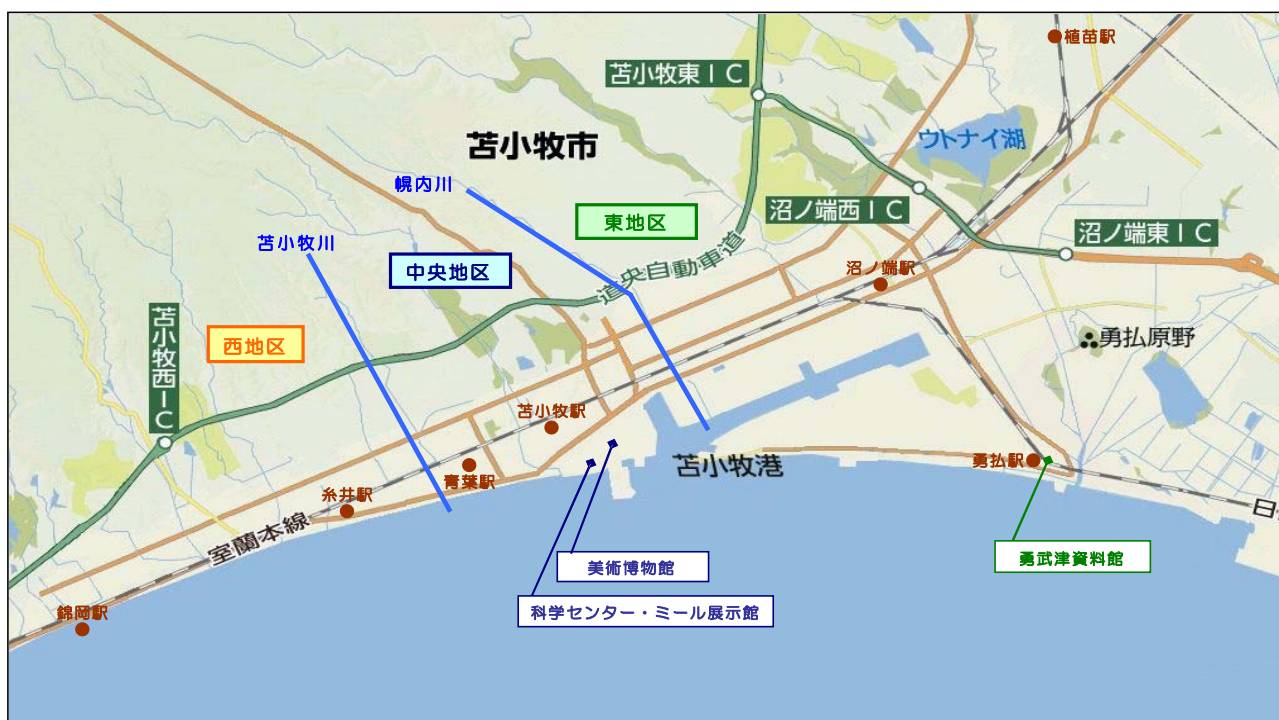 植苗駅
苫小牧東IC
苫小牧市
ウトナイ湖
幌内川
東地区
沼ノ端西IC
苫小牧川
沼ノ端東IC
中央地区
道央自動車道
沼ノ端駅
苫小牧西IC
西地区
勇払原野
苫小牧駅
苫小牧港
勇払駅
青葉駅
糸井駅
日
室蘭本線
美術博物館
勇武津資料館
科学センター・ミール展示館
錦岡駅